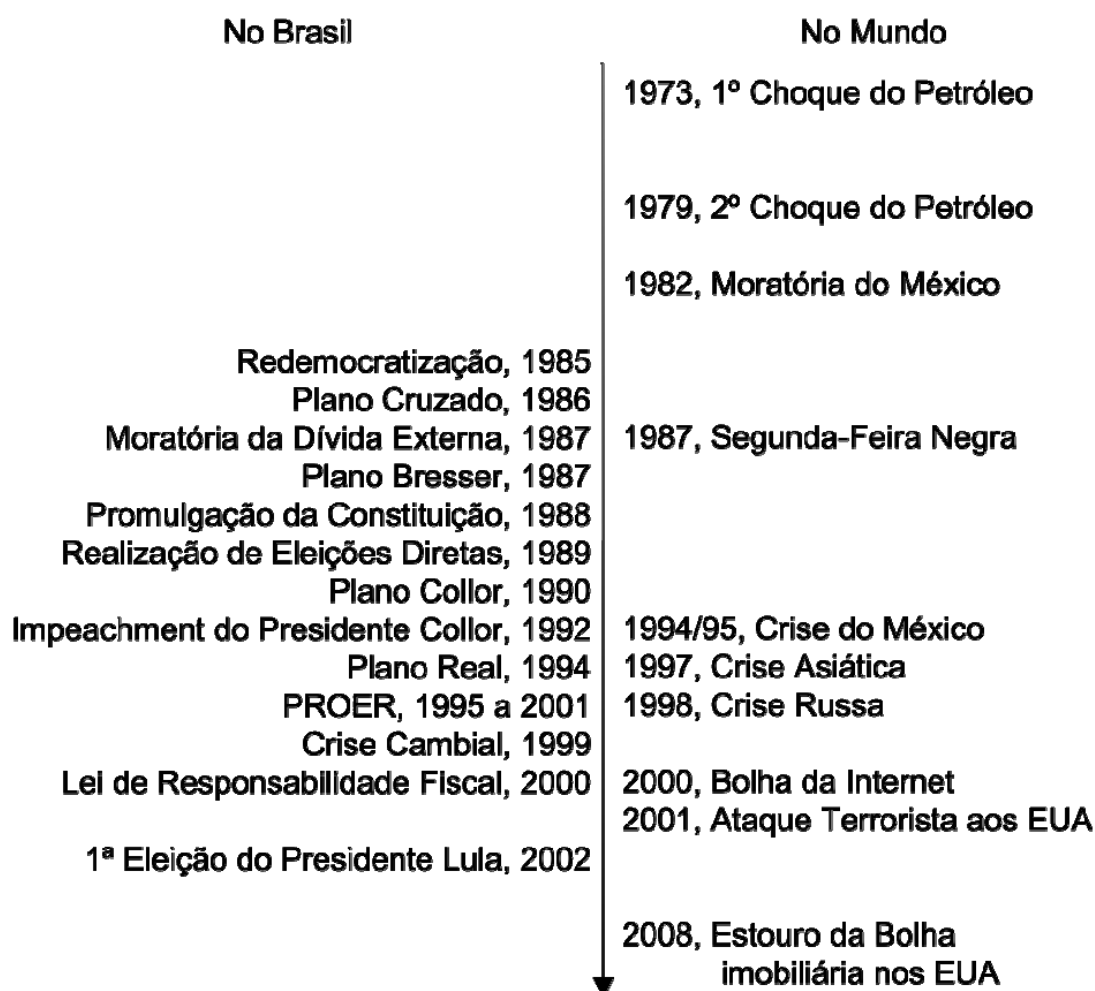 No Brasil
No Mundo
1973, 1º Choque do Petróleo
1979, 2º Choque do Petróleo
1982, Moratória do México
Redemocratização, 1985
Plano Cruzado, 1986
Moratória da Dívida Externa, 1987
1987, Segunda-Feira Negra
Plano Bresser, 1987
Promulgação da Constituição, 1988
Realização de Eleições Diretas, 1989
Plano Collor, 1990
Impeachment do Presidente Collor, 1992
1994/95, Crise do México
Plano Real, 1994
1997, Crise Asiática
PROER, 1995 a 2001
1998, Crise Russa
Crise Cambial, 1999
Lei de Responsabilidade Fiscal, 2000
2000, Bolha da Internet
2001, Ataque Terrorista aos EUA
1ª Eleição do Presidente Lula, 2002
2008, Estouro da Bolha
imobiliária nos EUA